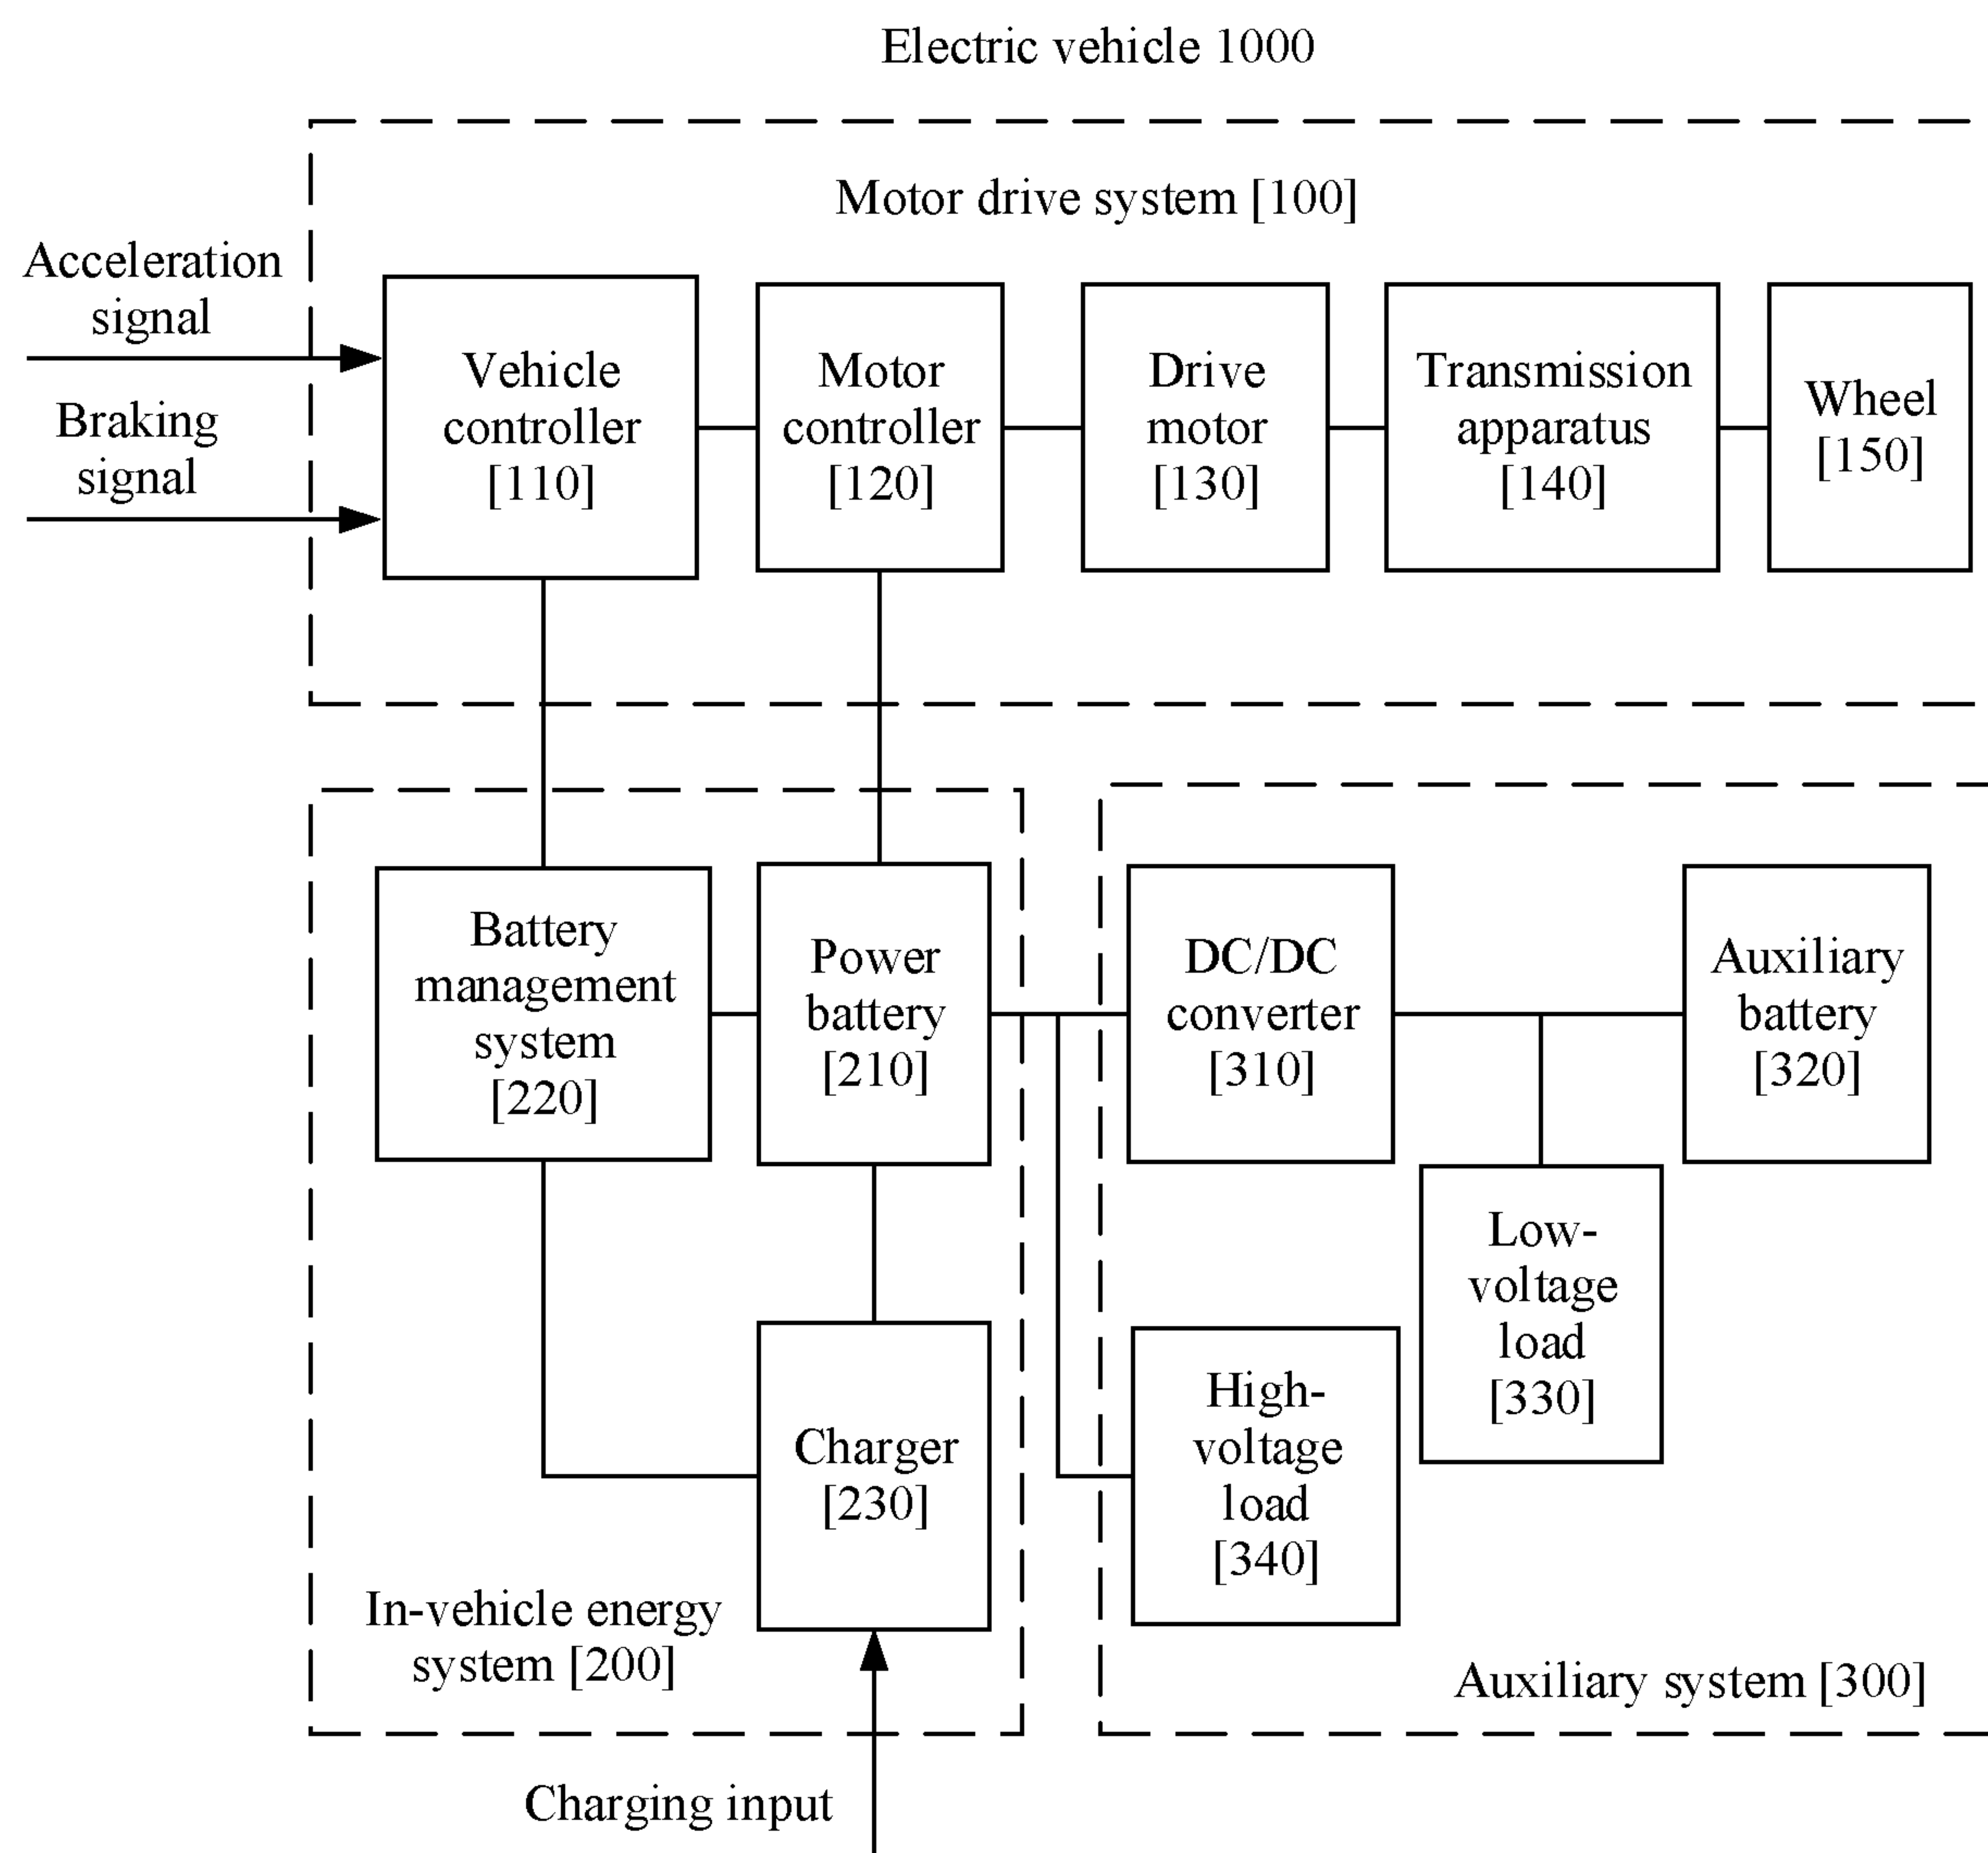 Electric vehicle 1000
Motor drive system [100]
Acceleration
signal
Braking
signal
Vehicle
controller
[110]
Motor
controller
[120]
Drive
motor
[130]
Transmission
apparatus
[140]
Wheel
[150]
Battery
management
system
[220]
Power
battery
[210]
DC/DC
converter
[310]
Auxiliary
battery
[320]
Low-
voltage
load
[330]
High-
voltage
load
[340]
Charger
[230]
In-vehicle energy
system [200]
Auxiliary system [300]
Charging input